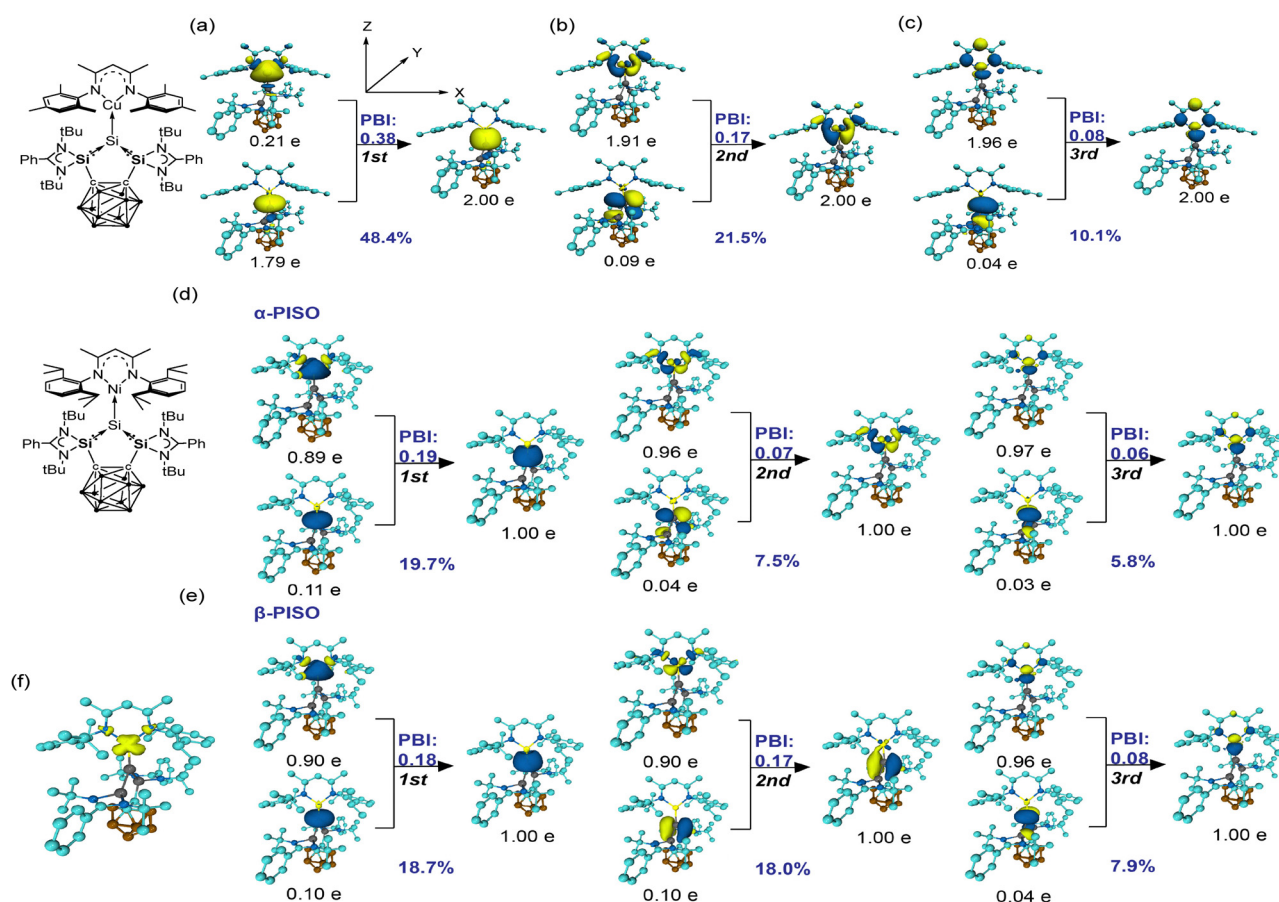 (a)
Z
Y
X
(b)
(c)
N
N
Cu
tBu
Si
tBu
N
N
Ph
Si
Si
Ph
N
N
tBu
tBu
C
C
0.21 e
PBI:
0.38
1st
1.79 e
48.4%
2.00 e
1.91 e
PBI:
0.17
2nd
0.09 e
21.5%
2.00 e
1.96 e
PBI:
0.08
3rd
0.04 e
10.1%
2.00 e
(d)
α-PISO
N
N
Ni
tBu
Si
tBu
N
N
Ph
Si
Si
Ph
N
N
tBu
tBu
C
C
0.89 e
PBI:
0.19
1st
0.11 e
19.7%
1.00 e
0.96 e
PBI:
0.07
2nd
0.04 e
7.5%
1.00 e
0.97 e
PBI:
0.06
3rd
0.03 e
5.8%
1.00 e
(e)
β-PISO
(f)
0.90 e
PBI:
0.18
1st
0.10 e
18.7%
1.00 e
0.90 e
PBI:
0.17
2nd
0.10 e
18.0%
1.00 e
0.96 e
PBI:
0.08
3rd
0.04 e
7.9%
1.00 e